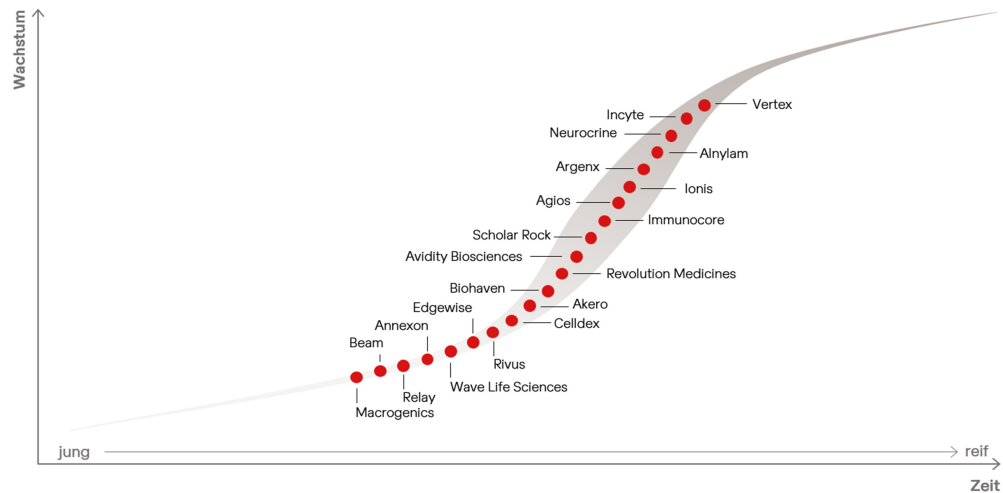 Wachstum
Vertex
Incyte
Neurocrine
Alnylam
Argenx
Ionis
Agios
Immunocore
Scholar Rock
Avidity Biosciences
Revolution Medicines
Biohaven
Akero
Edgewise
Celldex
Annexon
Beam
Rivus
Wave Life Sciences
Relay
Macrogenics
jung
reif
Zeit